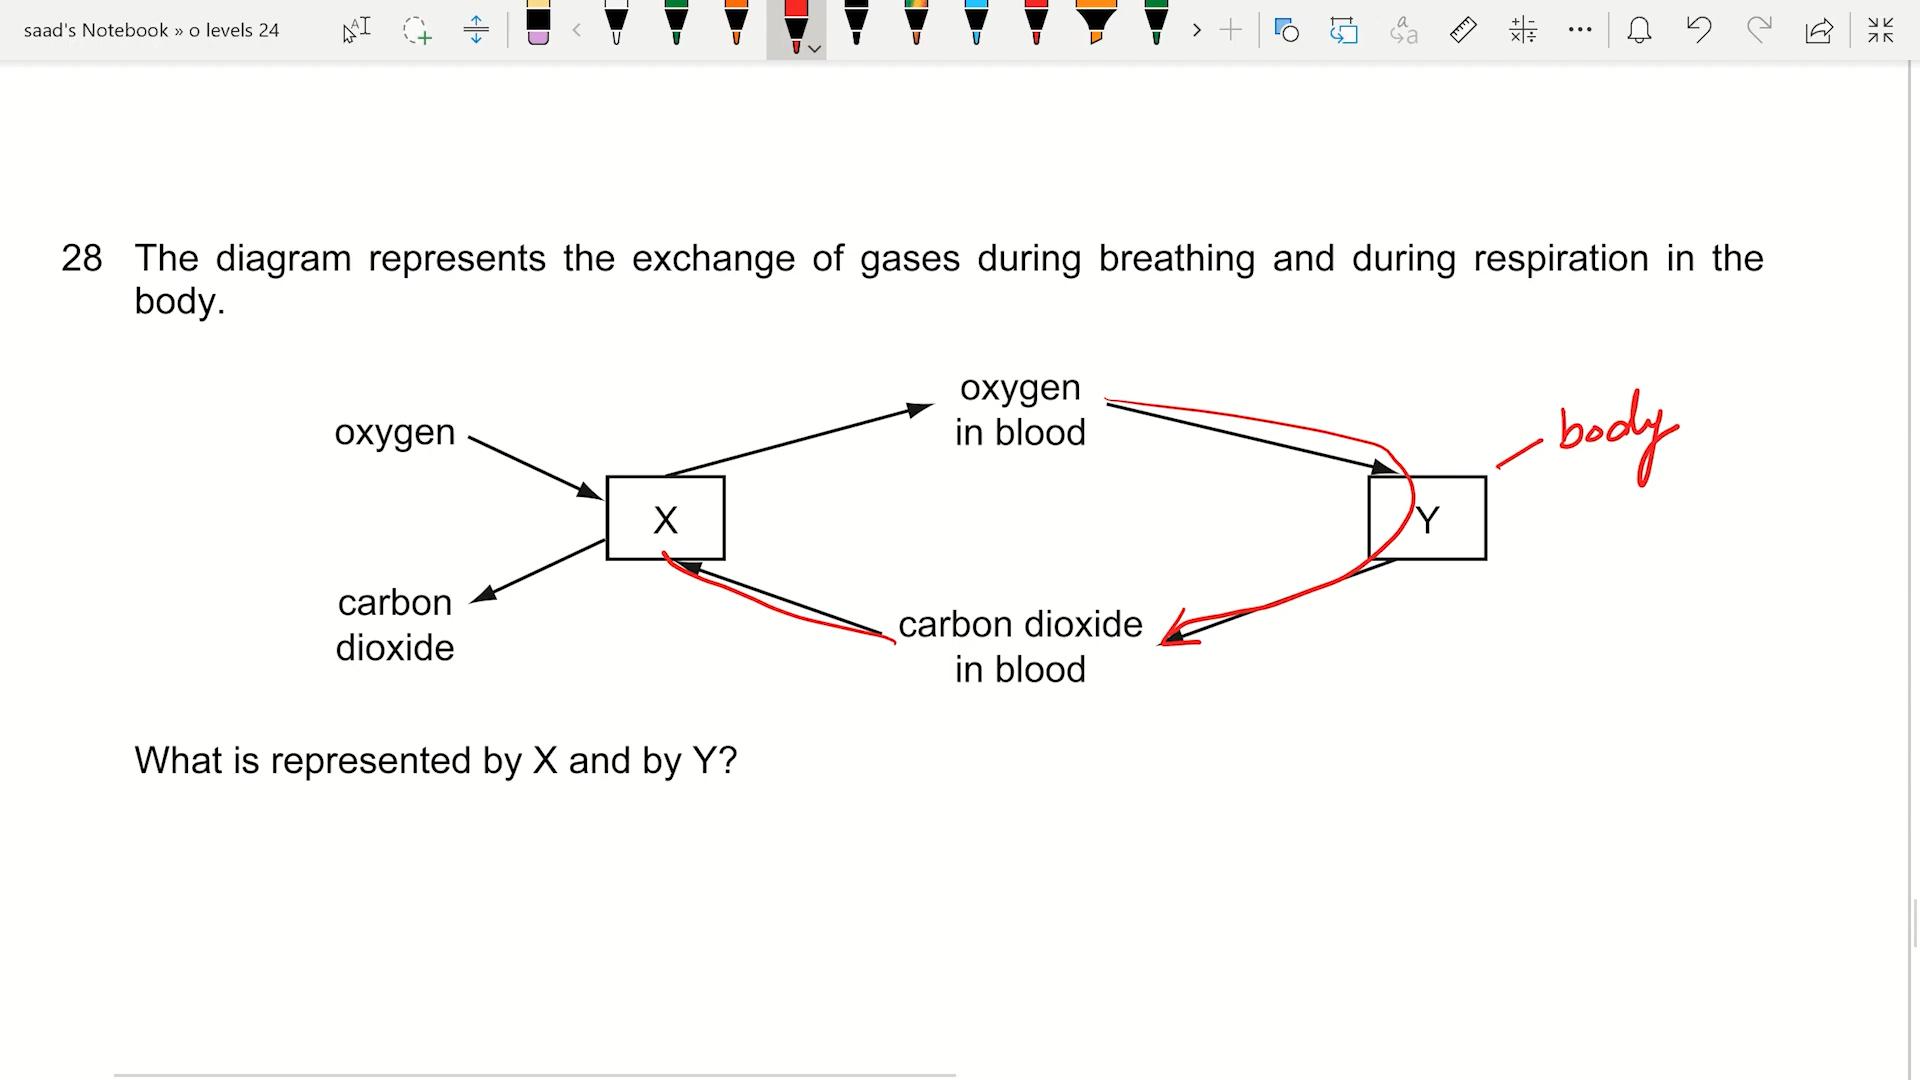 saad's Notebook » o levels 24
28 The diagram represents the exchange of gases during breathing and during respiration in the
body.
oxygen
in blood
oxygen
body
X
Y
carbon
dioxide
carbon dioxide
in blood
What is represented by X and by Y?